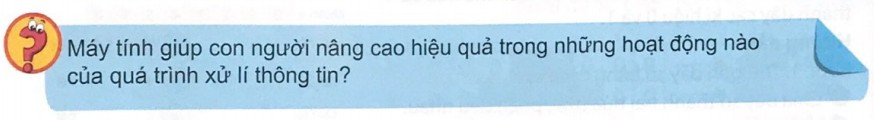 Máy tính giúp con người nâng cao hiệu quả trong những hoạt động nào
của quá trình xử lí thông tin?